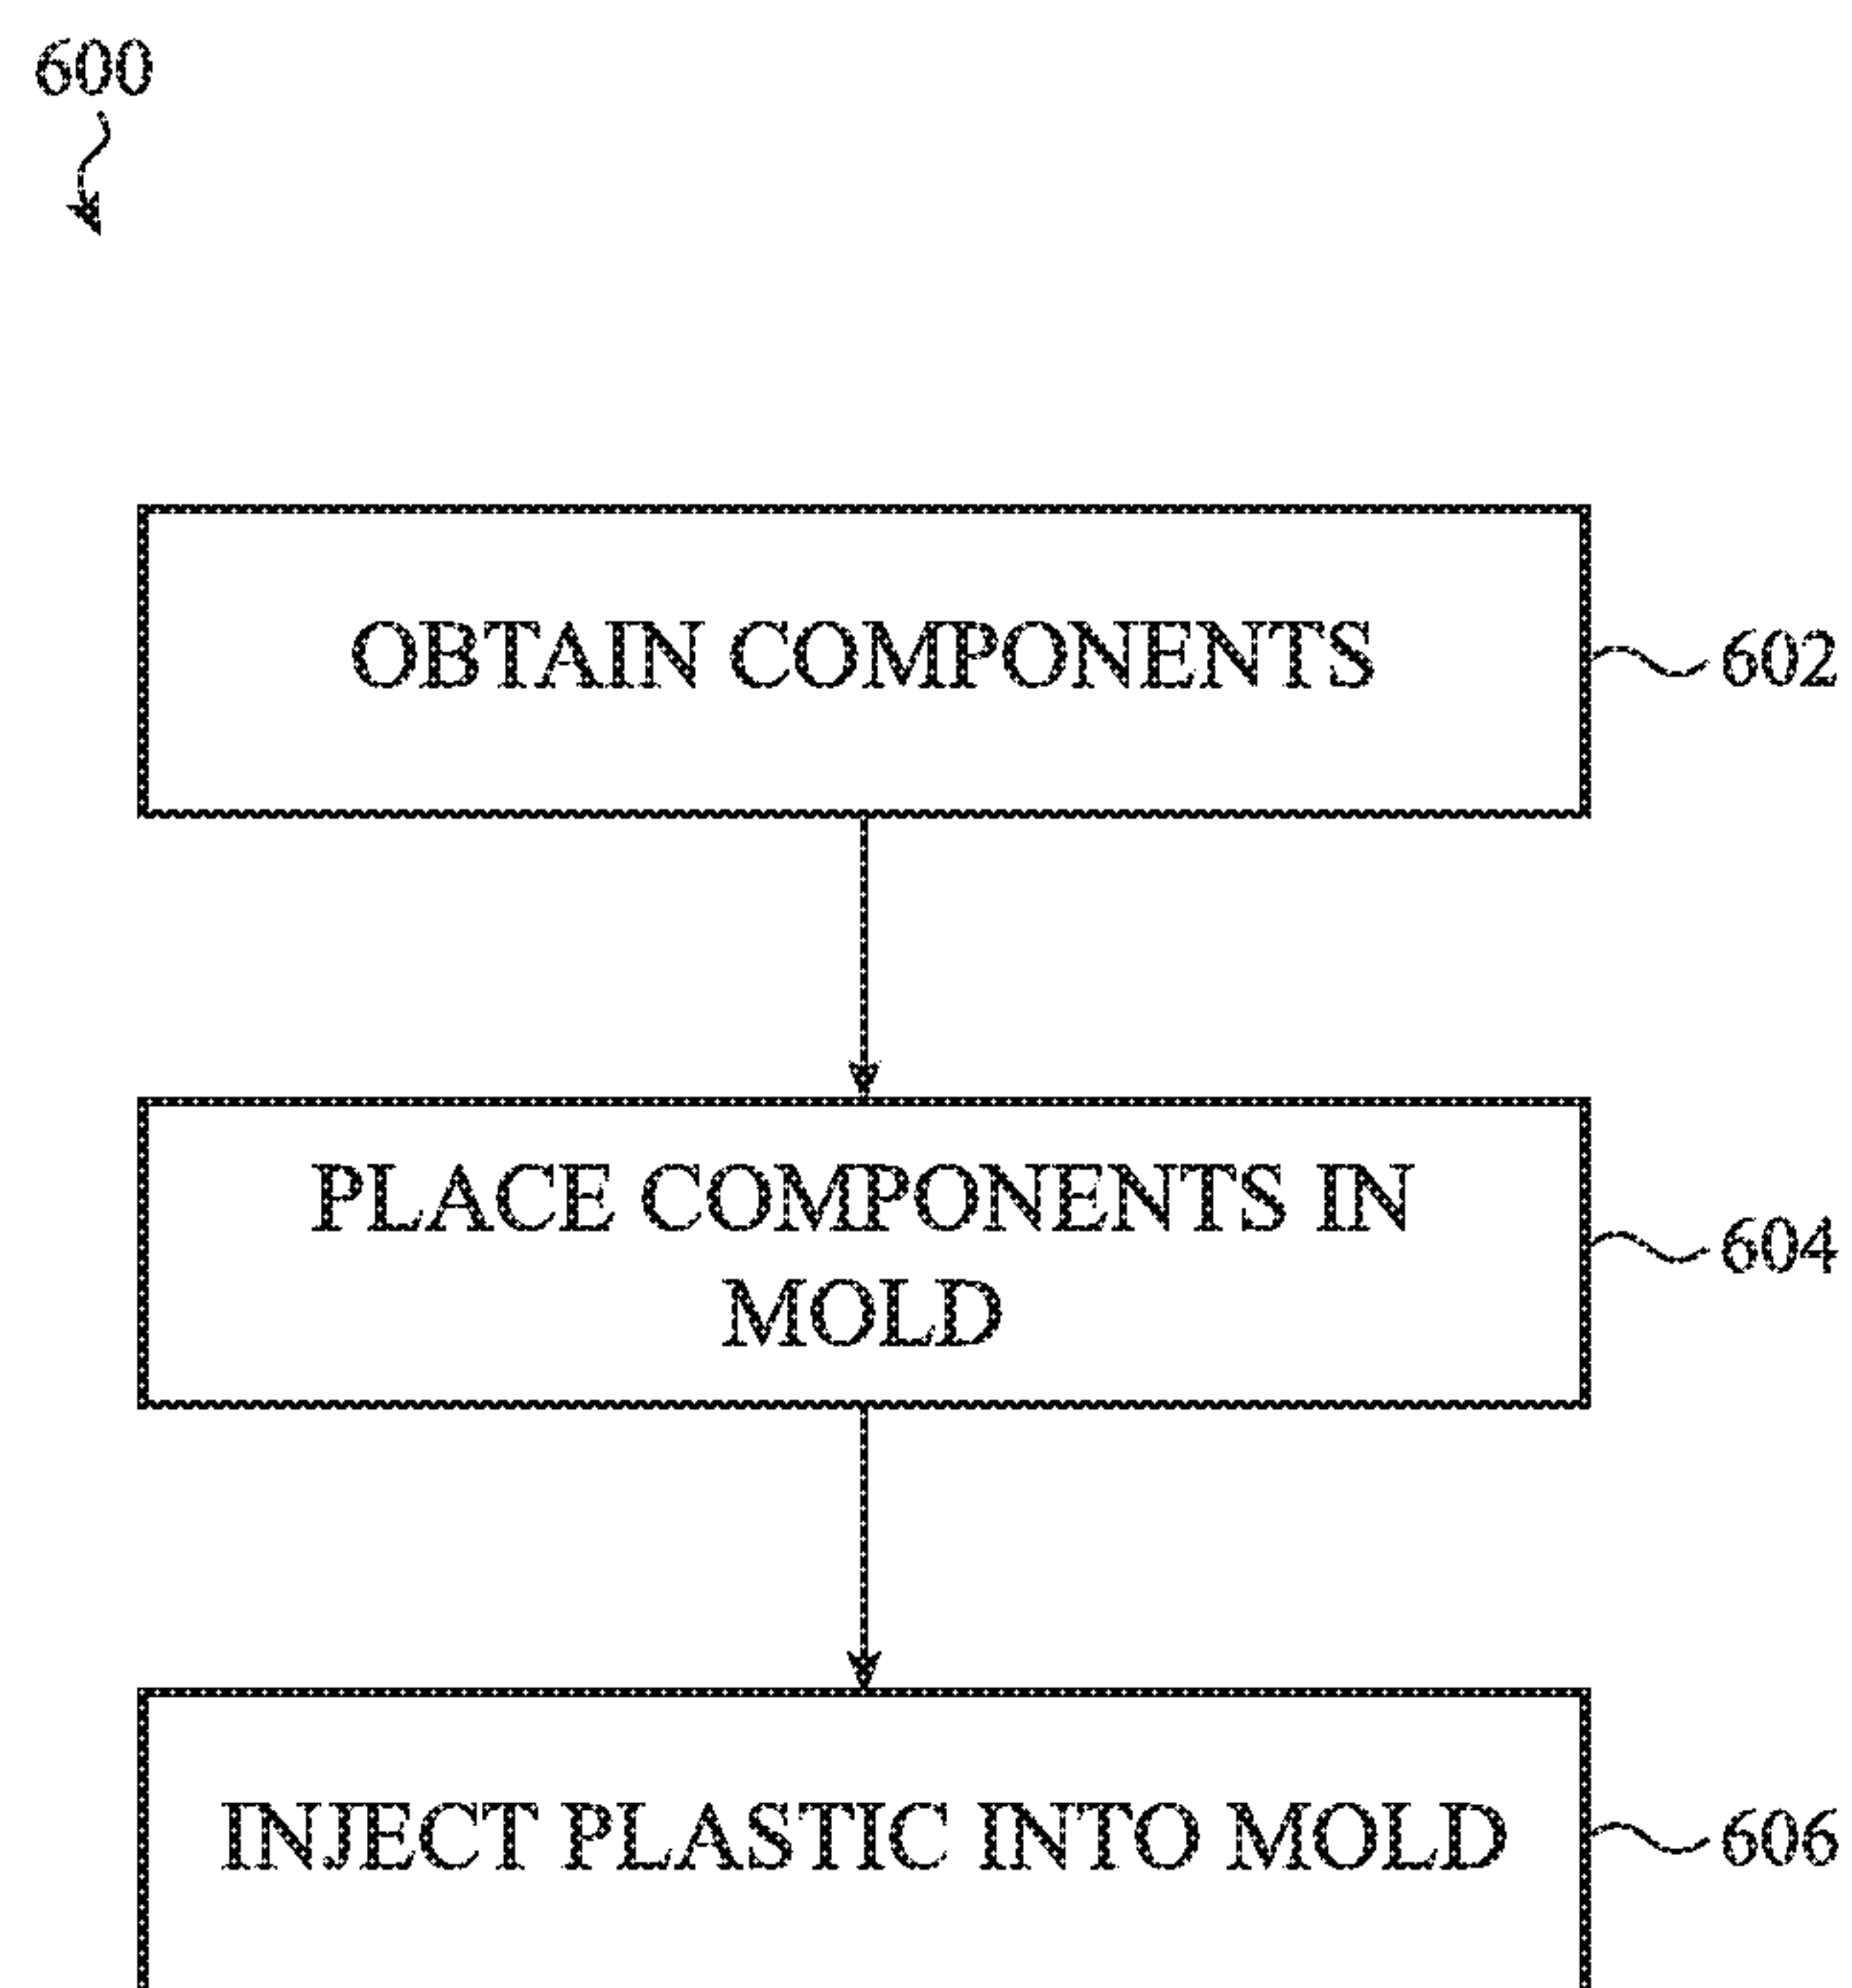 600
OBTAIN COMPONENTS
602
PLACE COMPONENTS IN
MOLD
604
INJECT PLASTIC INTO MOLD
606